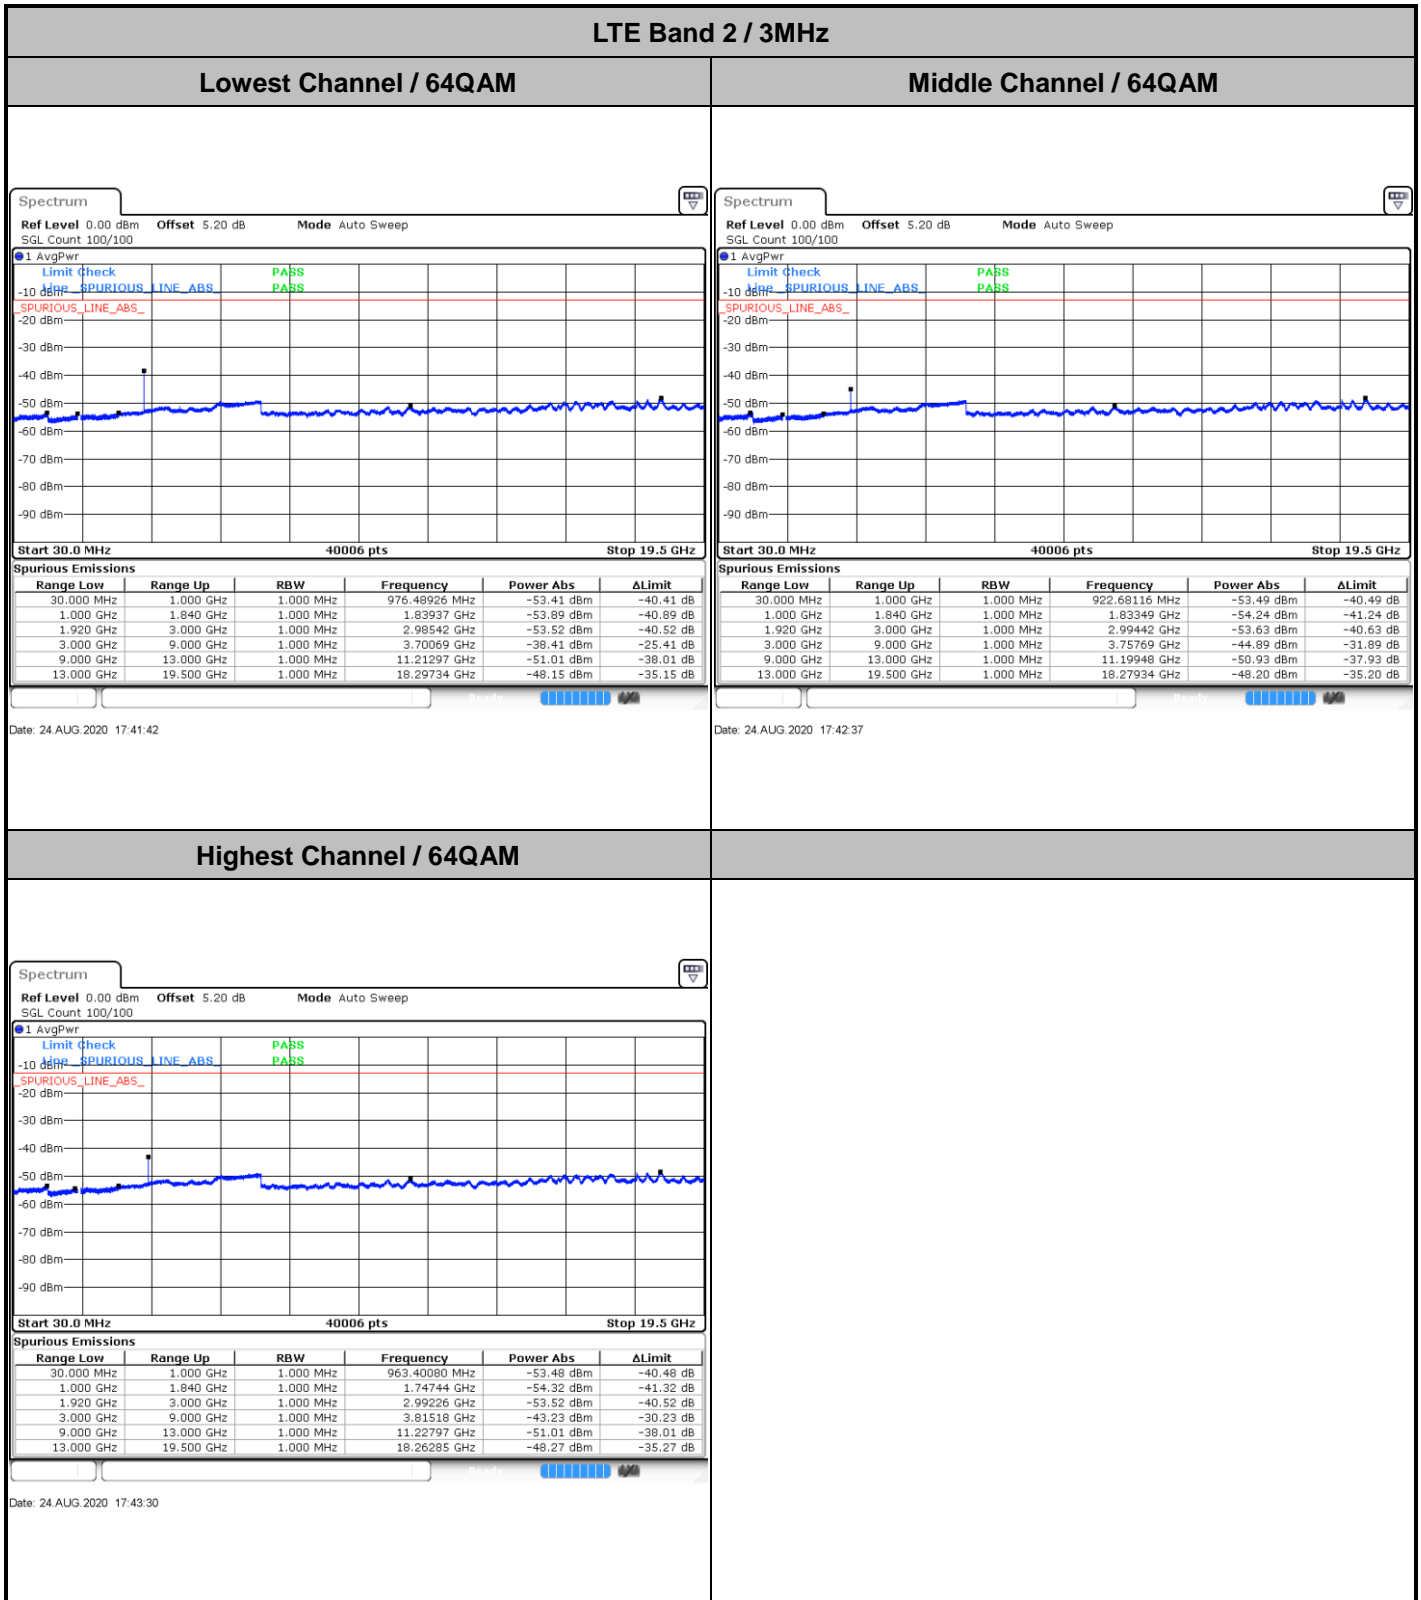 LTE Band 2 / 3MHz
Lowest Channel / 64QAM
Middle Channel / 64QAM
Spectrum
Ref Level 0.00 dBm Offset 5.20 dB Mode Auto Sweep
SGL Count 100/100
1 AvgPwr
Limit Check PASS
Line _SPURIOUS_LINE_ABS_ PASS
-10 dBm
_SPURIOUS_LINE_ABS_
-20 dBm
-30 dBm
-40 dBm
-50 dBm
-60 dBm
-70 dBm
-80 dBm
-90 dBm
Start 30.0 MHz 40006 pts Stop 19.5 GHz
Spurious Emissions
Range Low Range Up RBW Frequency Power Abs ΔLimit
30.000 MHz 1.000 GHz 1.000 MHz 976.48926 MHz -53.41 dBm -40.41 dB
1.000 GHz 1.840 GHz 1.000 MHz 1.83937 GHz -53.89 dBm -40.89 dB
1.920 GHz 3.000 GHz 1.000 MHz 2.98542 GHz -53.52 dBm -40.52 dB
3.000 GHz 9.000 GHz 1.000 MHz 3.70069 GHz -38.41 dBm -25.41 dB
9.000 GHz 13.000 GHz 1.000 MHz 11.21297 GHz -51.01 dBm -38.01 dB
13.000 GHz 19.500 GHz 1.000 MHz 18.29734 GHz -48.15 dBm -35.15 dB
Ready
Date: 24.AUG.2020 17:41:42
Spectrum
Ref Level 0.00 dBm Offset 5.20 dB Mode Auto Sweep
SGL Count 100/100
1 AvgPwr
Limit Check PASS
Line _SPURIOUS_LINE_ABS_ PASS
-10 dBm
_SPURIOUS_LINE_ABS_
-20 dBm
-30 dBm
-40 dBm
-50 dBm
-60 dBm
-70 dBm
-80 dBm
-90 dBm
Start 30.0 MHz 40006 pts Stop 19.5 GHz
Spurious Emissions
Range Low Range Up RBW Frequency Power Abs ΔLimit
30.000 MHz 1.000 GHz 1.000 MHz 922.68116 MHz -53.49 dBm -40.49 dB
1.000 GHz 1.840 GHz 1.000 MHz 1.83349 GHz -54.24 dBm -41.24 dB
1.920 GHz 3.000 GHz 1.000 MHz 2.99442 GHz -53.63 dBm -40.63 dB
3.000 GHz 9.000 GHz 1.000 MHz 3.75769 GHz -44.89 dBm -31.89 dB
9.000 GHz 13.000 GHz 1.000 MHz 11.19948 GHz -50.93 dBm -37.93 dB
13.000 GHz 19.500 GHz 1.000 MHz 18.27934 GHz -48.20 dBm -35.20 dB
Ready
Date: 24.AUG.2020 17:42:37
Highest Channel / 64QAM
Spectrum
Ref Level 0.00 dBm Offset 5.20 dB Mode Auto Sweep
SGL Count 100/100
1 AvgPwr
Limit Check PASS
Line _SPURIOUS_LINE_ABS_ PASS
-10 dBm
_SPURIOUS_LINE_ABS_
-20 dBm
-30 dBm
-40 dBm
-50 dBm
-60 dBm
-70 dBm
-80 dBm
-90 dBm
Start 30.0 MHz 40006 pts Stop 19.5 GHz
Spurious Emissions
Range Low Range Up RBW Frequency Power Abs ΔLimit
30.000 MHz 1.000 GHz 1.000 MHz 963.40080 MHz -53.48 dBm -40.48 dB
1.000 GHz 1.840 GHz 1.000 MHz 1.74744 GHz -54.32 dBm -41.32 dB
1.920 GHz 3.000 GHz 1.000 MHz 2.99226 GHz -53.52 dBm -40.52 dB
3.000 GHz 9.000 GHz 1.000 MHz 3.81518 GHz -43.23 dBm -30.23 dB
9.000 GHz 13.000 GHz 1.000 MHz 11.22797 GHz -51.01 dBm -38.01 dB
13.000 GHz 19.500 GHz 1.000 MHz 18.26285 GHz -48.27 dBm -35.27 dB
Ready
Date: 24.AUG.2020 17:43:30